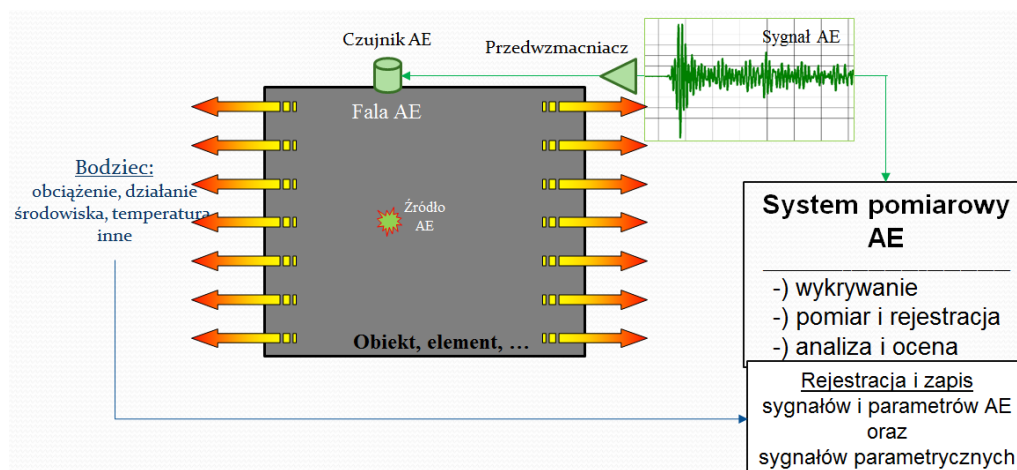 Czujnik AE
Przedwzmacniacz
Sygnał AE
Fala AE
Bodziec:
obciążenie, działanie
środowiska, temperatura,
inne
Źródło
AE
Obiekt, element, ...
System pomiarowy
AE
-) wykrywanie
-) pomiar i rejestracja
-) analiza i ocena
Rejestracja i zapis
sygnałów i parametrów AE
oraz
sygnałów parametrycznych